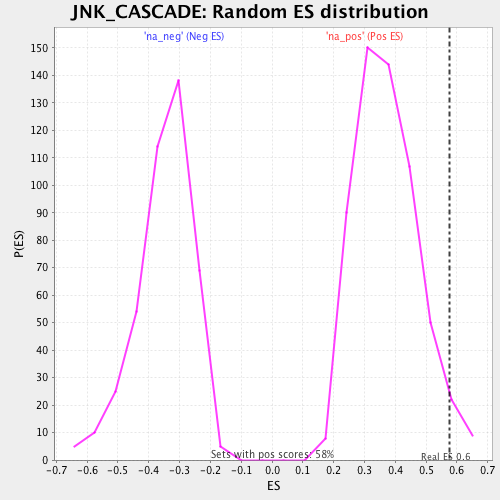 JNK_CASCADE: Random ES distribution
'na_neg' (Neg ES)
'na_pos' (Pos ES)
P(ES)
150
140
130
120
110
100
90
80
70
60
50
40
30
20
10
0
Sets with pos scores: 58%
Real ES 0.6
-0.7 -0.6 -0.5 -0.4 -0.3 -0.2 -0.1 0.0 0.1 0.2 0.3 0.4 0.5 0.6 0.7
ES